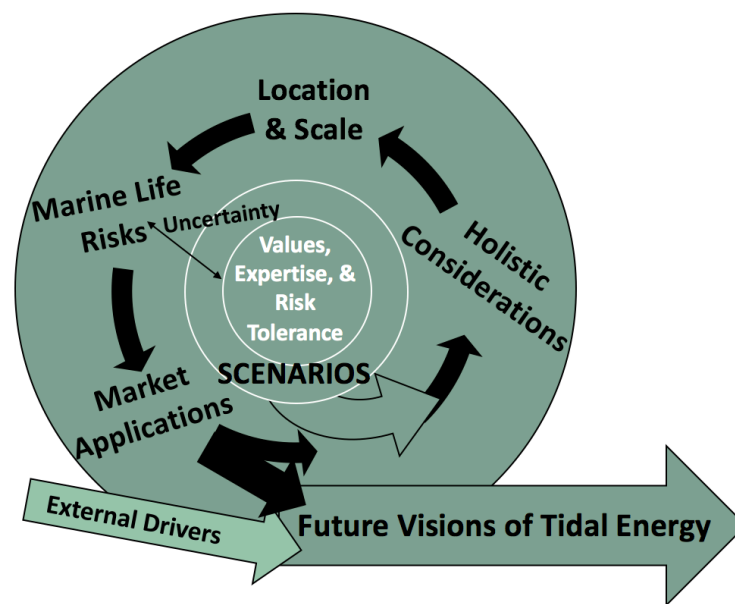 Location
& Scale
Marine Life
Risks
Uncertainty
Holistic
Considerations
Values,
Expertise, &
Risk
Tolerance
SCENARIOS
Market
Applications
External Drivers
Future Visions of Tidal Energy